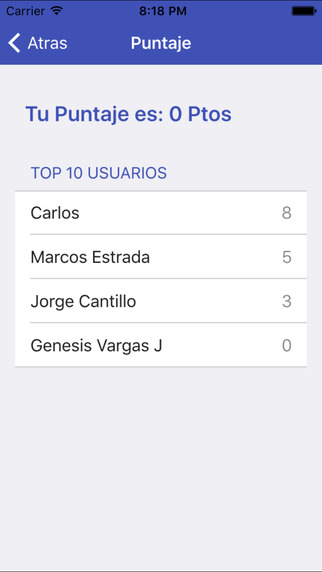 Carrier 8:18 PM
Atras Puntaje
Tu Puntaje es: 0 Ptos
TOP 10 USUARIOS
Carlos 8
Marcos Estrada 5
Jorge Cantillo 3
Genesis Vargas J 0